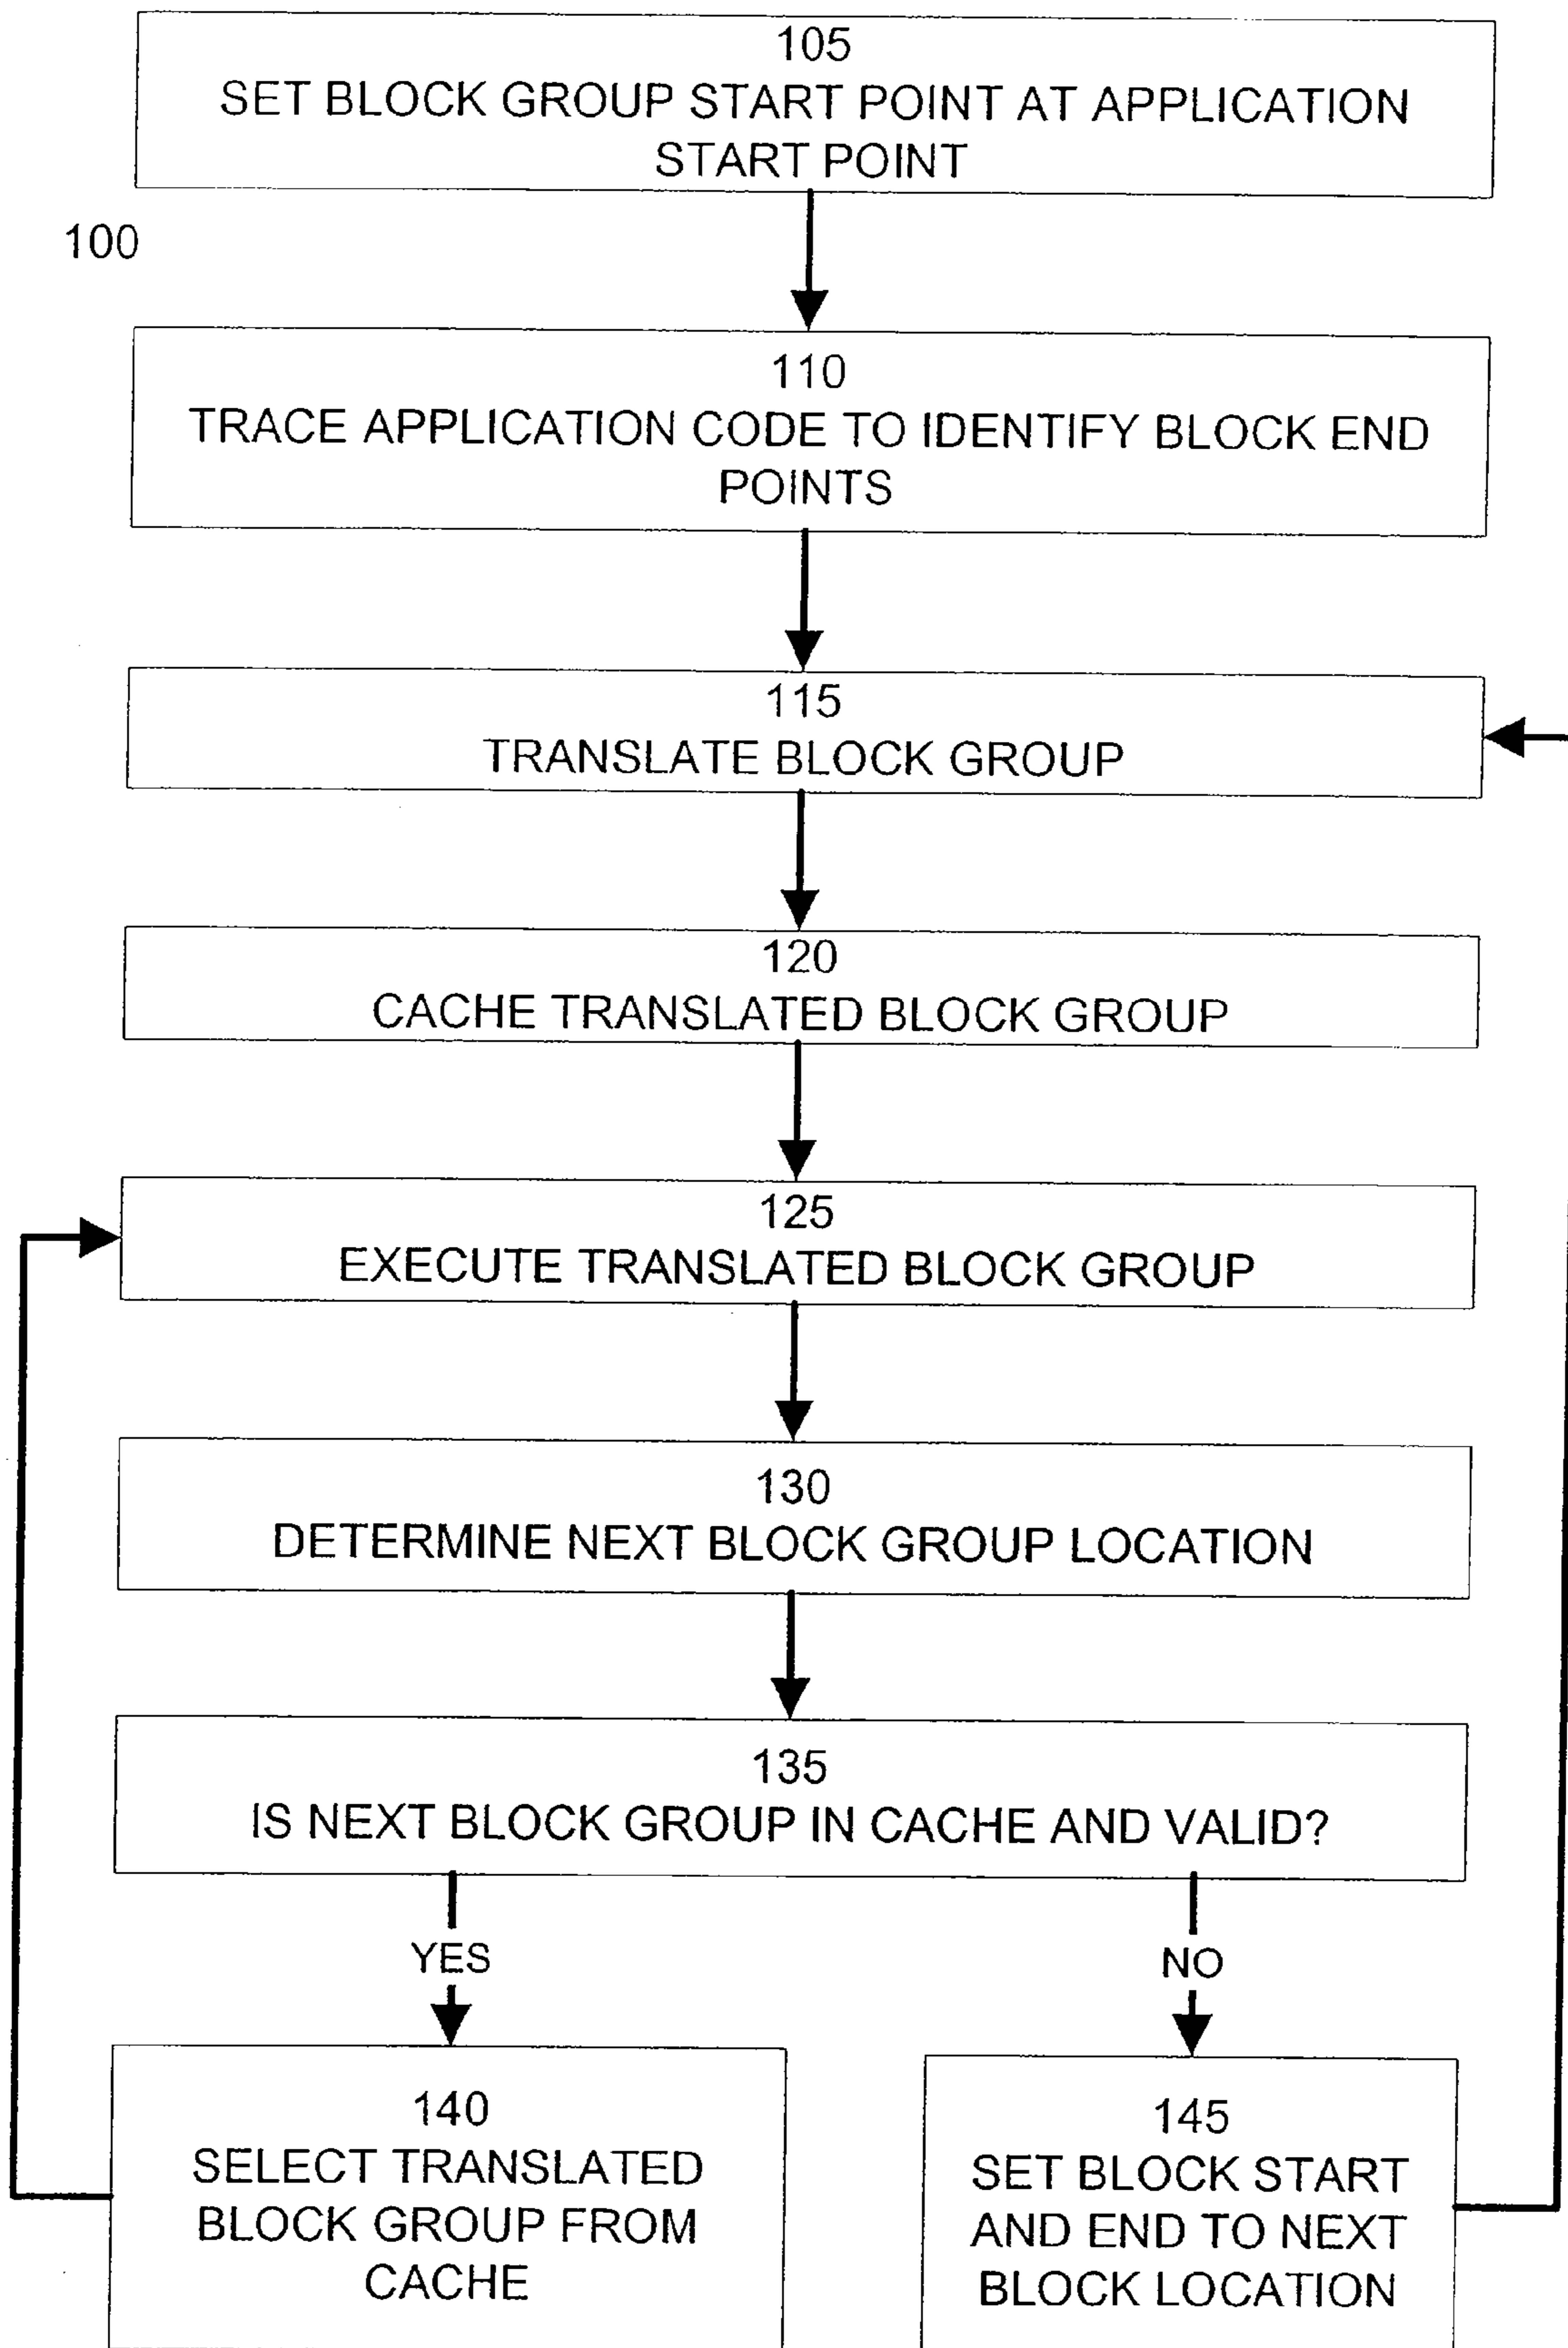 105
SET BLOCK GROUP START POINT AT APPLICATION
START POINT
100
110
TRACE APPLICATION CODE TO IDENTIFY BLOCK END
POINTS
115
TRANSLATE BLOCK GROUP
120
CACHE TRANSLATED BLOCK GROUP
125
EXECUTE TRANSLATED BLOCK GROUP
130
DETERMINE NEXT BLOCK GROUP LOCATION
135
IS NEXT BLOCK GROUP IN CACHE AND VALID?
YES
NO
140
SELECT TRANSLATED
BLOCK GROUP FROM
CACHE
145
SET BLOCK START
AND END TO NEXT
BLOCK LOCATION